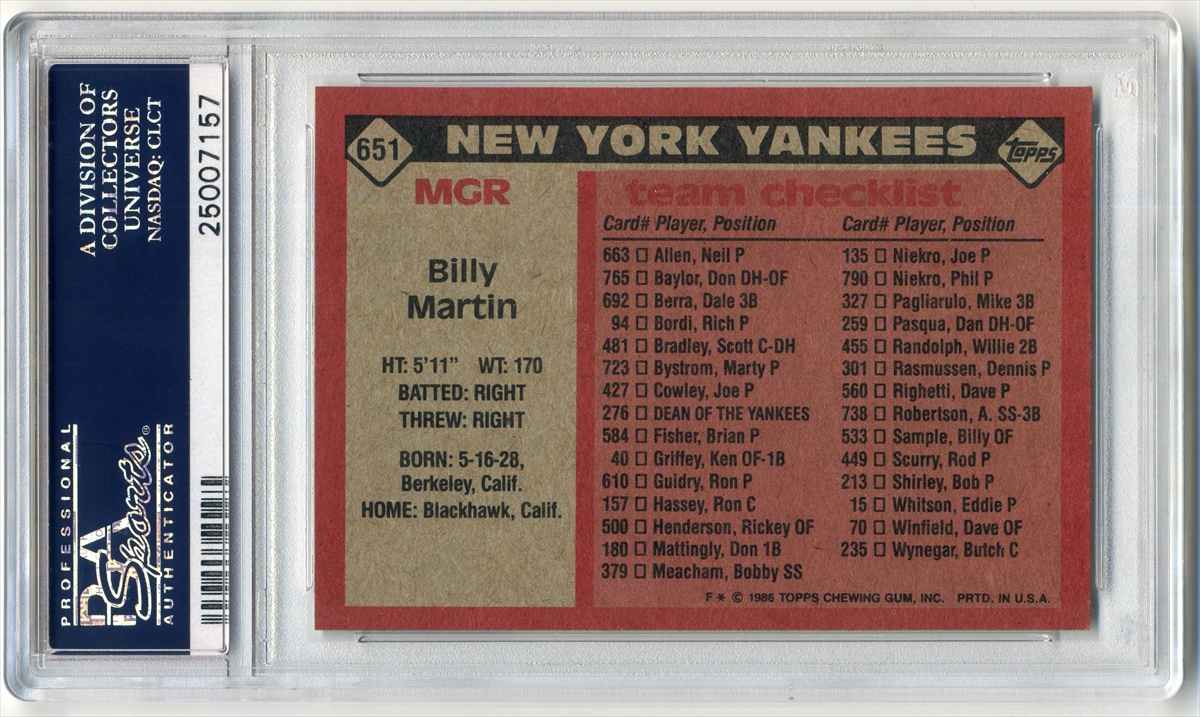 A DIVISION OF
COLLECTORS
UNIVERSE
NASDAQ: CLCT
25007157
PROFESSIONAL
PSA
Sports®
AUTHENTICATOR
651
NEW YORK YANKEES
topps
MGR
Billy
Martin
HT: 5'11" WT: 170
BATTED: RIGHT
THREW: RIGHT
BORN: 5-16-28,
Berkeley, Calif.
HOME: Blackhawk, Calif.
team checklist
Card# Player, Position
663 ☐ Allen, Neil P
765 ☐ Baylor, Don DH-OF
692 ☐ Berra, Dale 3B
94 ☐ Bordi, Rich P
481 ☐ Bradley, Scott C-DH
723 ☐ Bystrom, Marty P
427 ☐ Cowley, Joe P
276 ☐ DEAN OF THE YANKEES
584 ☐ Fisher, Brian P
40 ☐ Griffey, Ken OF-1B
610 ☐ Guidry, Ron P
157 ☐ Hassey, Ron C
500 ☐ Henderson, Rickey OF
180 ☐ Mattingly, Don 1B
379 ☐ Meacham, Bobby SS
Card# Player, Position
135 ☐ Niekro, Joe P
790 ☐ Niekro, Phil P
327 ☐ Pagliarulo, Mike 3B
259 ☐ Pasqua, Dan DH-OF
455 ☐ Randolph, Willie 2B
301 ☐ Rasmussen, Dennis P
560 ☐ Righetti, Dave P
738 ☐ Robertson, A. SS-3B
533 ☐ Sample, Billy OF
449 ☐ Scurry, Rod P
213 ☐ Shirley, Bob P
15 ☐ Whitson, Eddie P
70 ☐ Winfield, Dave OF
235 ☐ Wynegar, Butch C
F * © 1986 TOPPS CHEWING GUM, INC. PRTD. IN U.S.A.